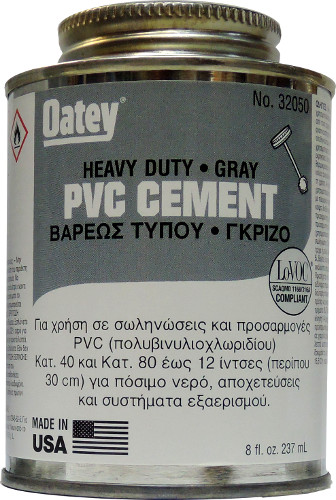 Oatey
No. 32050
HEAVY DUTY • GRAY
PVC CEMENT
ΒΑΡΕΩΣ ΤΥΠΟΥ • ΓΚΡΙΖΟ
LoVOC
COMPLIANT
Για χρήση σε σωληνώσεις και προσαρμογές
PVC (πολυβινυλιοχλωριδίου)
Κατ. 40 και Κατ. 80 έως 12 ίντσες (περίπου
30 cm) για πόσιμο νερό, αποχετεύσεις
και συστήματα εξαερισμού.
MADE IN
USA
8 fl. oz. 237 mL